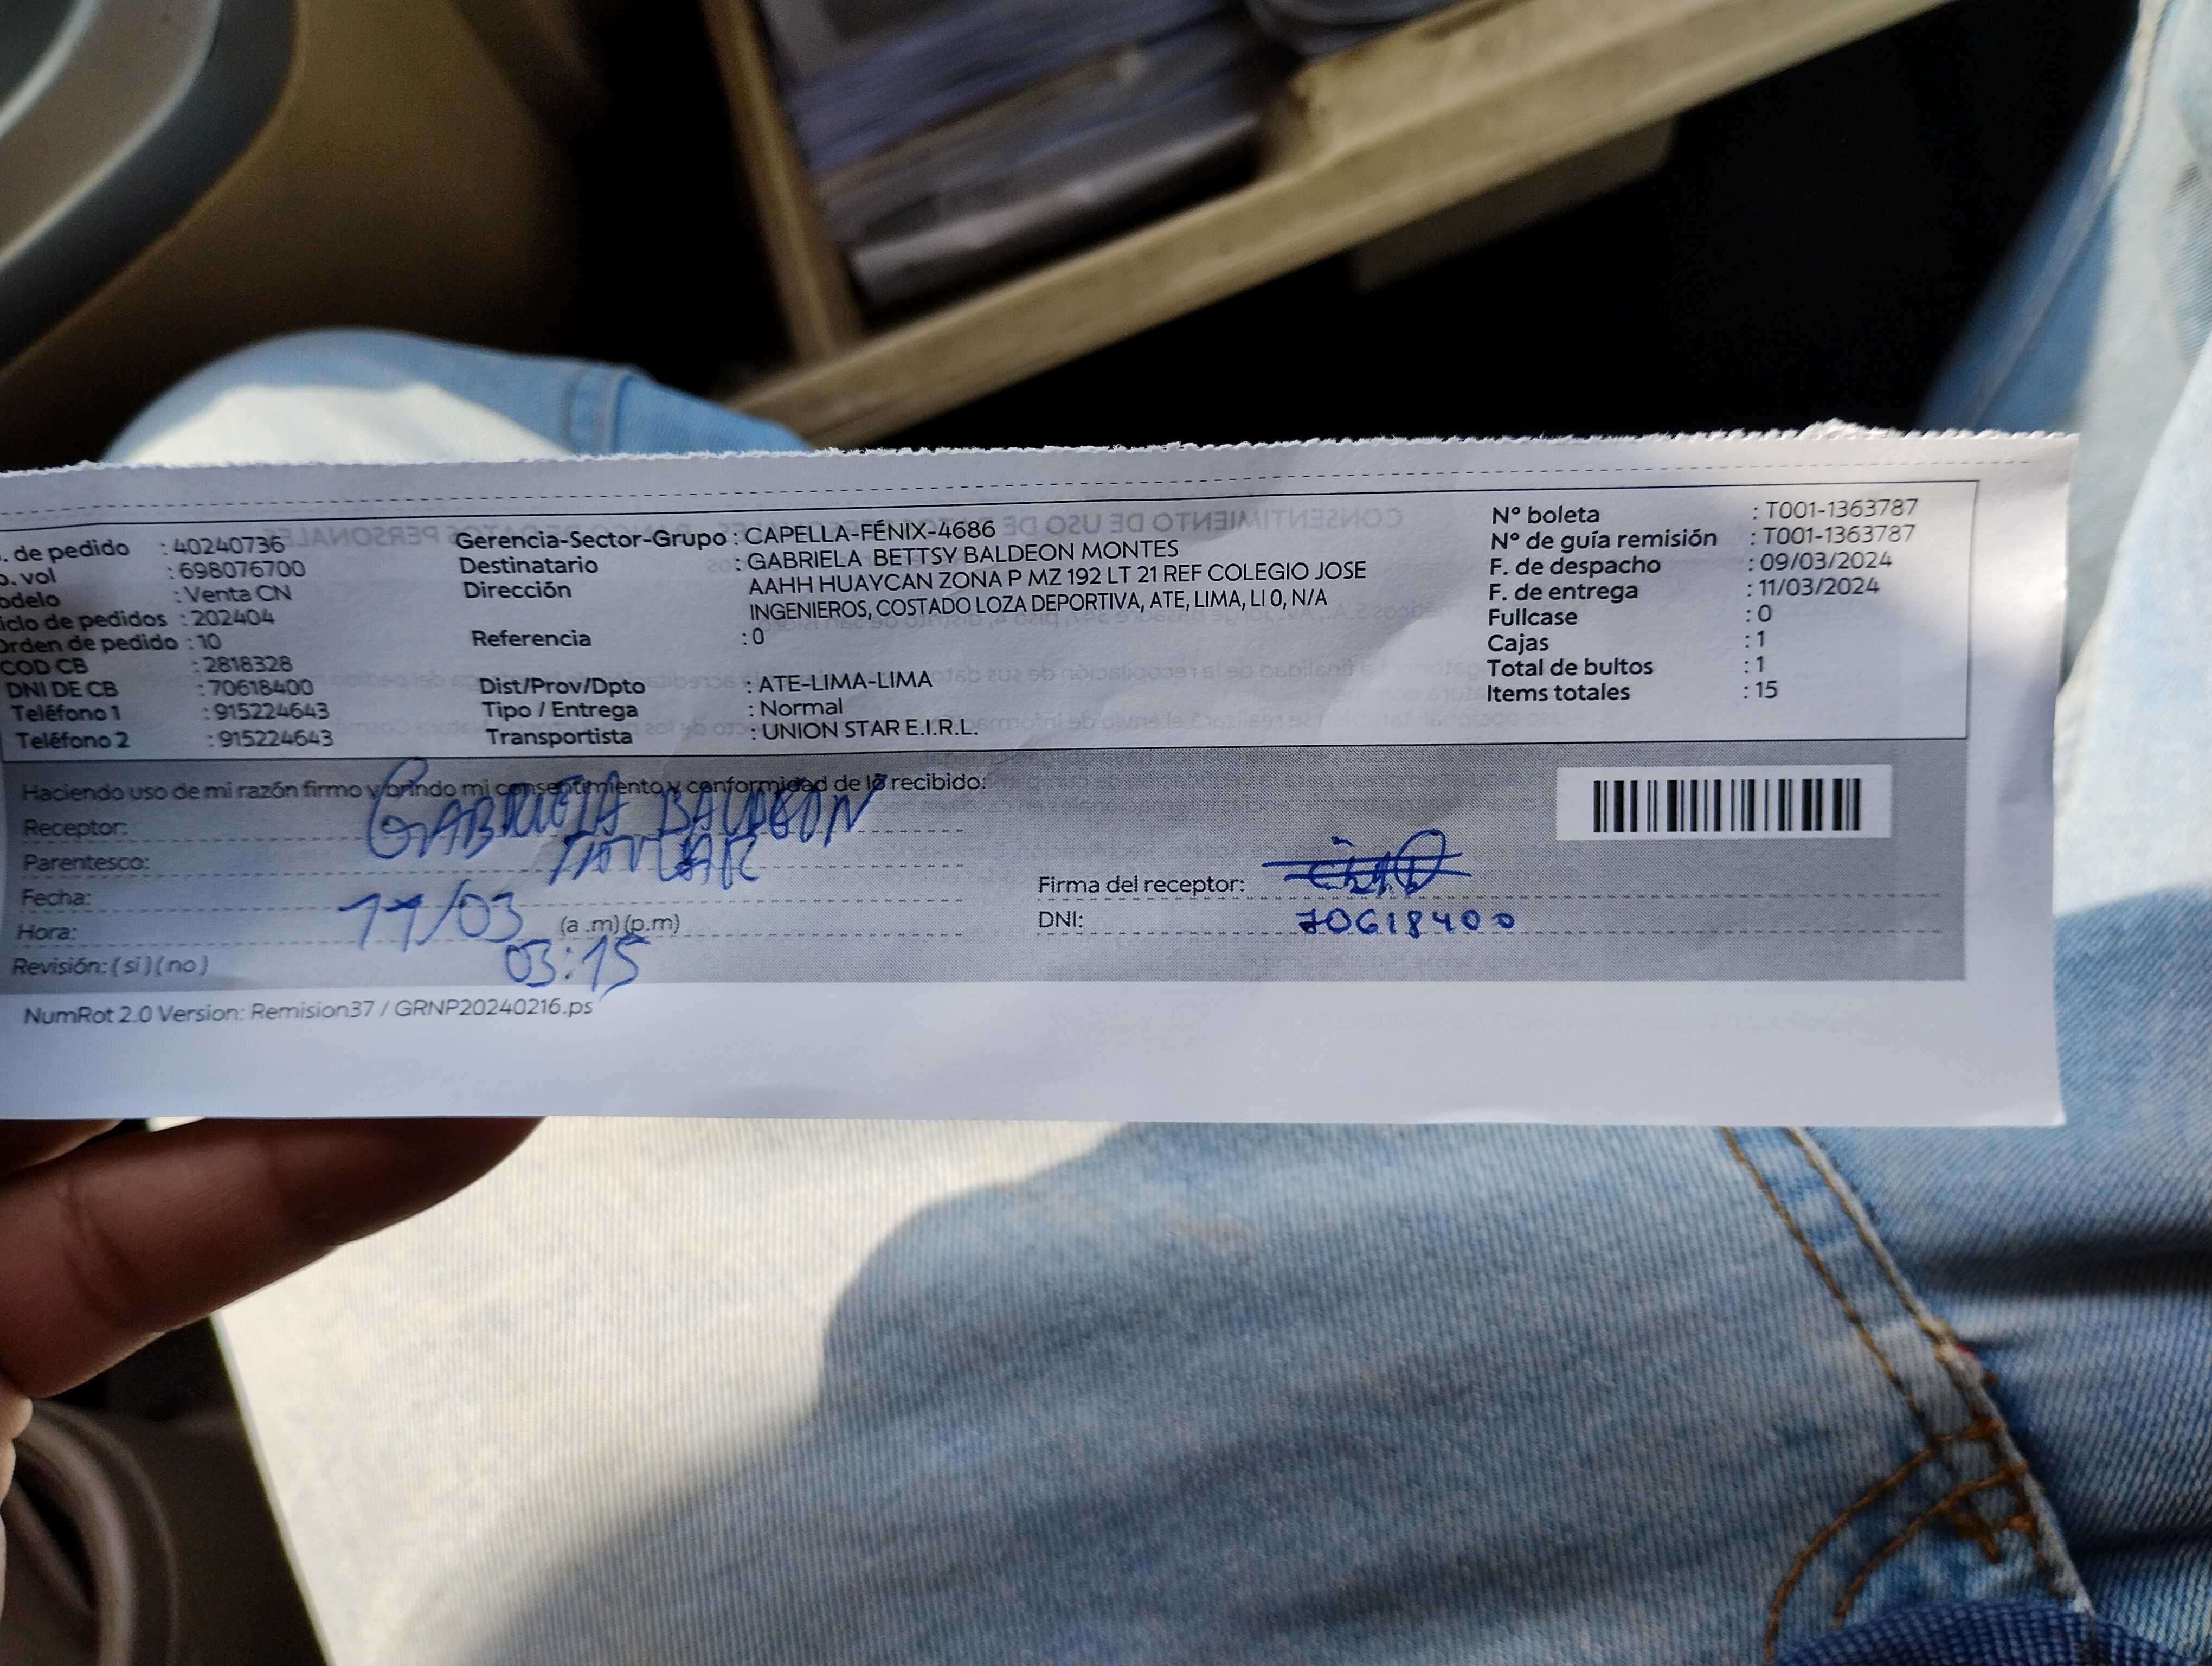 . de pedido : 40240736
o. vol : 698076700
odelo : Venta CN
iclo de pedidos : 202404
Orden de pedido : 10
COD CB : 2818328
DNI DE CB : 70618400
Teléfono 1 : 915224643
Teléfono 2 : 915224643
Gerencia-Sector-Grupo : CAPELLA-FÉNIX-4686
Destinatario : GABRIELA BETTSY BALDEON MONTES
Dirección AAHH HUAYCAN ZONA P MZ 192 LT 21 REF COLEGIO JOSE
INGENIEROS, COSTADO LOZA DEPORTIVA, ATE, LIMA, LI 0, N/A
Referencia : 0
Dist/Prov/Dpto : ATE-LIMA-LIMA
Tipo / Entrega : Normal
Transportista : UNION STAR E.I.R.L.
N° boleta : T001-1363787
N° de guía remisión : T001-1363787
F. de despacho : 09/03/2024
F. de entrega : 11/03/2024
Fullcase : 0
Cajas : 1
Total de bultos : 1
Items totales : 15
Haciendo uso de mi razón firmo y brindo mi consentimiento y conformidad de lo recibido:
Receptor: GABRIELA BALDEON
Parentesco: TITULAR
Fecha: 11/03
Hora: (a .m) (p.m) 03:15
Revisión: ( si ) ( no )
Firma del receptor:
DNI: 70618400
NumRot 2.0 Version: Remision37 / GRNP20240216.ps